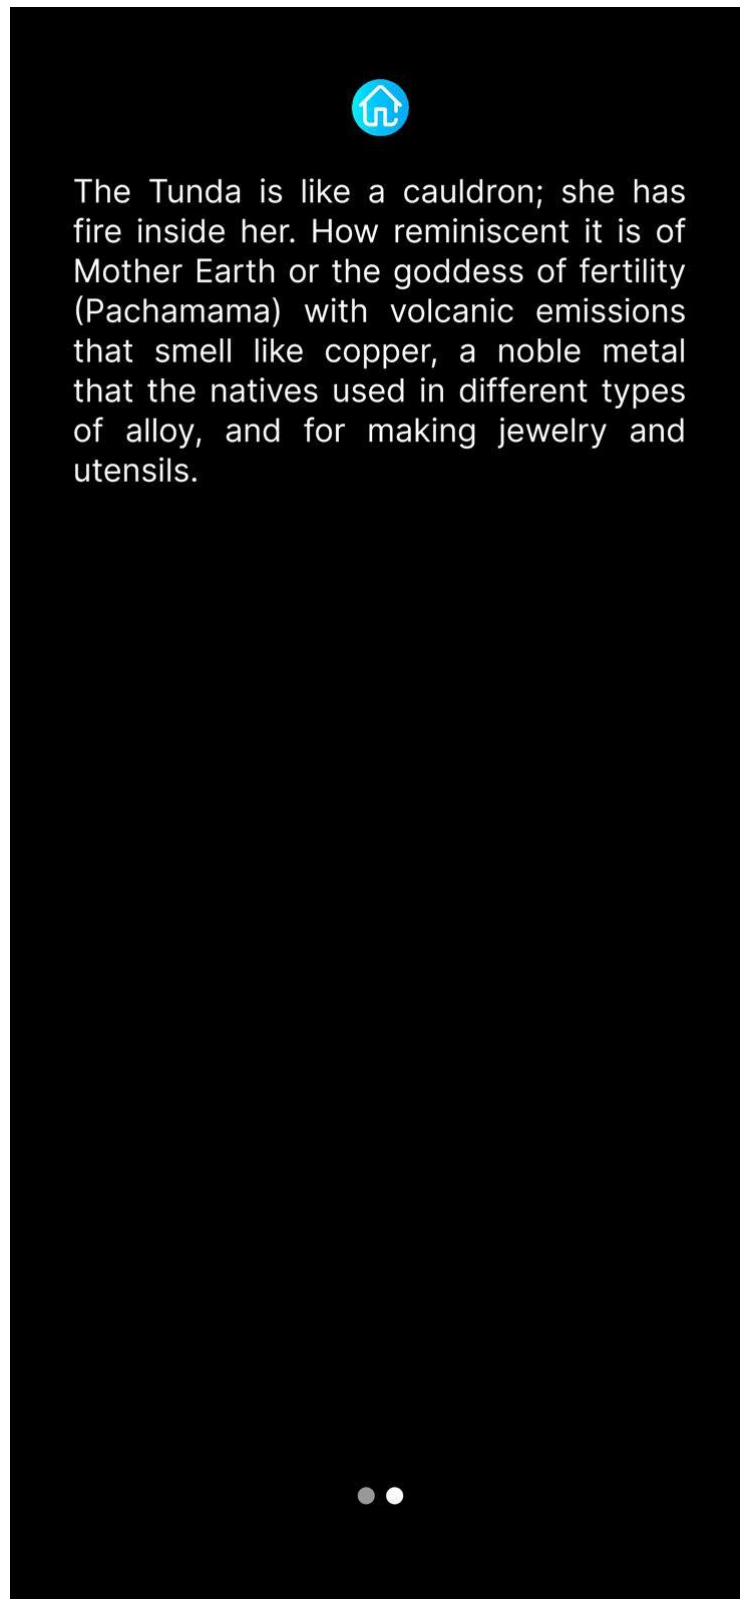 The Tunda is like a cauldron; she has
fire inside her. How reminiscent it is of
Mother Earth or the goddess of fertility
(Pachamama) with volcanic emissions
that smell like copper, a noble metal
that the natives used in different types
of alloy, and for making jewelry and
utensils.